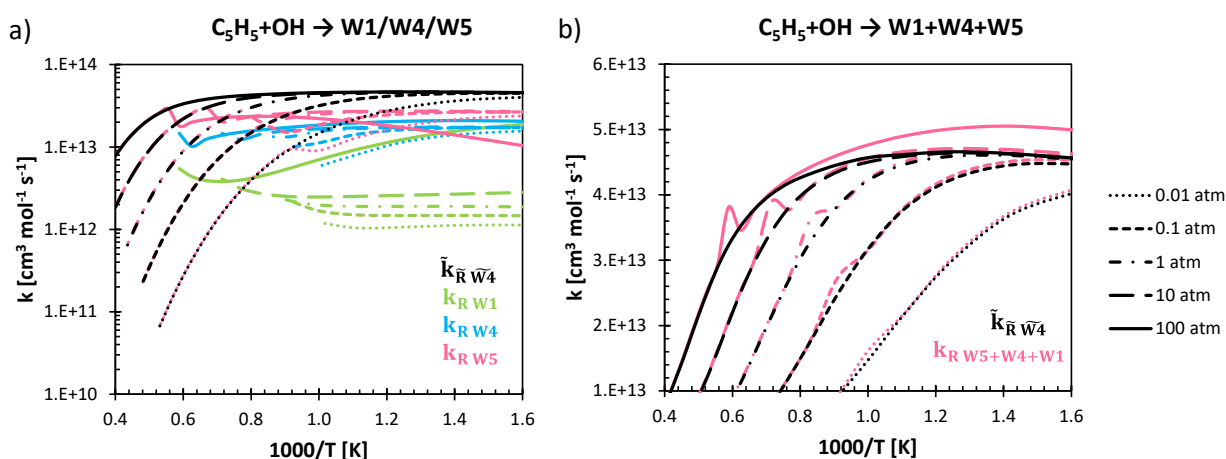 a)
C₅H₅+OH → W1/W4/W5
1.E+14
1.E+13
1.E+12
1.E+11
1.E+10
k [cm³ mol⁻¹ s⁻¹]
0.4 0.6 0.8 1.0 1.2 1.4 1.6
1000/T [K]
k̃ R̃ W̃4
k R W1
k R W4
k R W5
b)
C₅H₅+OH → W1+W4+W5
6.E+13
5.E+13
4.E+13
3.E+13
2.E+13
1.E+13
k [cm³ mol⁻¹ s⁻¹]
0.4 0.6 0.8 1.0 1.2 1.4 1.6
1000/T [K]
k̃ R̃ W̃4
k R W5+W4+W1
0.01 atm
0.1 atm
1 atm
10 atm
100 atm